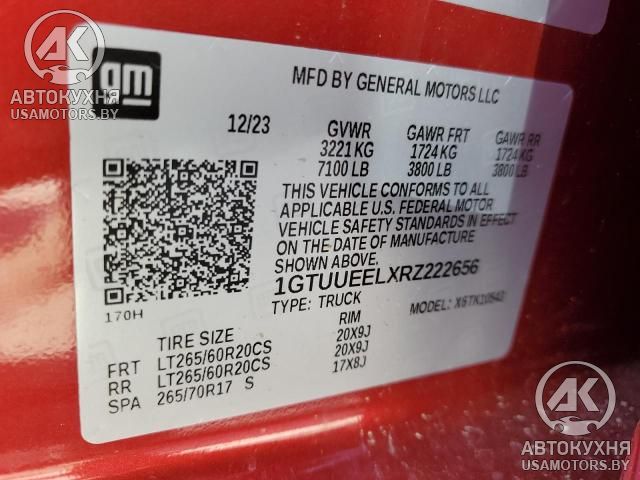 gm
MFD BY GENERAL MOTORS LLC
12/23 GVWR GAWR FRT GAWR RR
3221 KG 1724 KG 1724 KG
7100 LB 3800 LB 3800 LB
THIS VEHICLE CONFORMS TO ALL
APPLICABLE U.S. FEDERAL MOTOR
VEHICLE SAFETY STANDARDS IN EFFECT
ON THE DATE OF MANUFACTURE
SHOWN ABOVE.
1GTUUEELXRZ222656
TYPE: TRUCK MODEL:
170H
TIRE SIZE RIM
FRT LT265/60R20CS 20X9J
RR LT265/60R20CS 20X9J
SPA 265/70R17 S 17X8J
АК
АВТОКУХНЯ
USAMOTORS.BY
АК
АВТОКУХНЯ
USAMOTORS.BY